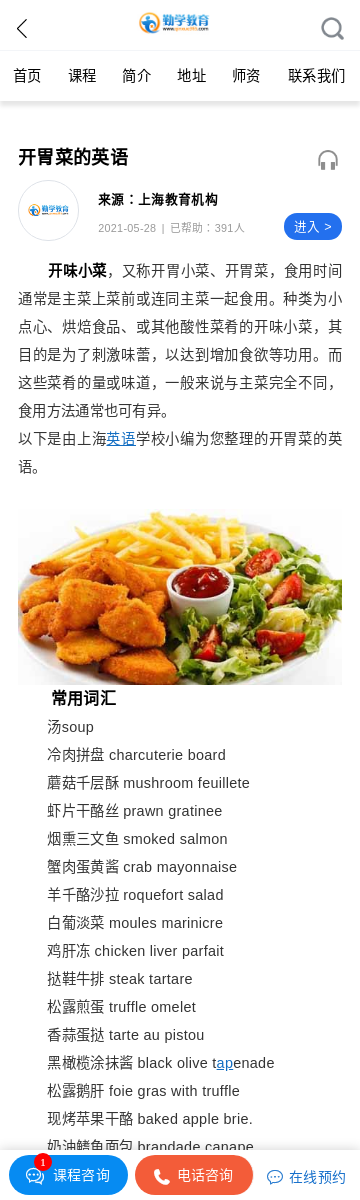 勤学教育
首页 课程 简介 地址 师资 联系我们
开胃菜的英语
勤学教育
来源：上海教育机构
2021-05-28 | 已帮助：391人
进入 >
开味小菜，又称开胃小菜、开胃菜，食用时间
通常是主菜上菜前或连同主菜一起食用。种类为小
点心、烘焙食品、或其他酸性菜肴的开味小菜，其
目的是为了刺激味蕾，以达到增加食欲等功用。而
这些菜肴的量或味道，一般来说与主菜完全不同，
食用方法通常也可有异。
以下是由上海英语学校小编为您整理的开胃菜的英
语。
常用词汇
汤soup
冷肉拼盘 charcuterie board
蘑菇千层酥 mushroom feuillete
虾片干酪丝 prawn gratinee
烟熏三文鱼 smoked salmon
蟹肉蛋黄酱 crab mayonnaise
羊千酪沙拉 roquefort salad
白葡淡菜 moules marinicre
鸡肝冻 chicken liver parfait
挞鞋牛排 steak tartare
松露煎蛋 truffle omelet
香蒜蛋挞 tarte au pistou
黑橄榄涂抹酱 black olive tapenade
松露鹅肝 foie gras with truffle
现烤苹果干酪 baked apple brie.
奶油鳕鱼面包 brandade canape
1
课程咨询 电话咨询 在线预约